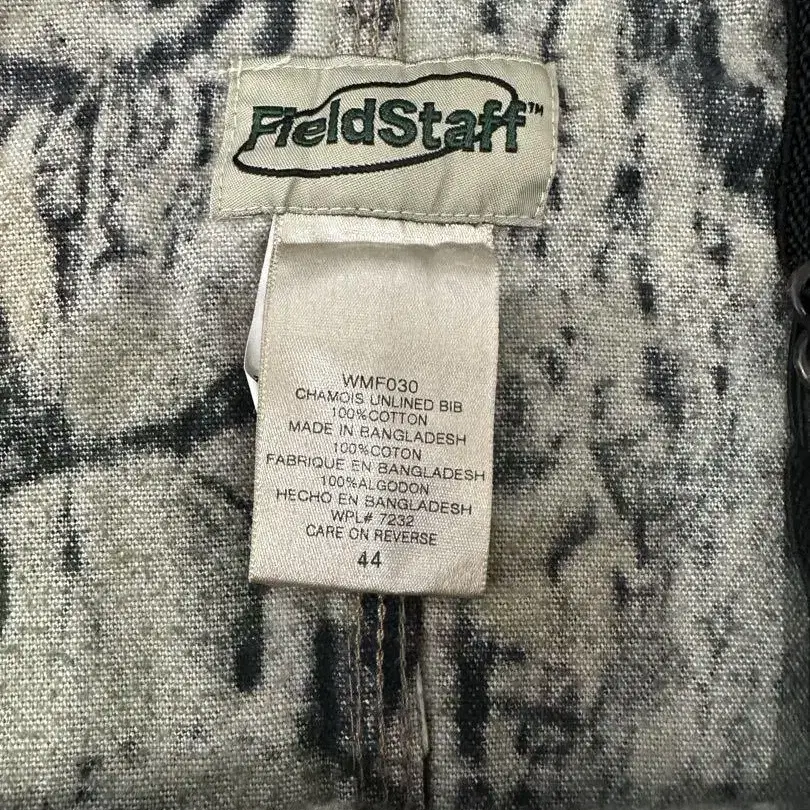 FieldStaff™
WMF030
CHAMOIS UNLINED BIB
100%COTTON
MADE IN BANGLADESH
100%COTON
FABRIQUE EN BANGLADESH
100%ALGODON
HECHO EN BANGLADESH
WPL# 7232
CARE ON REVERSE
44